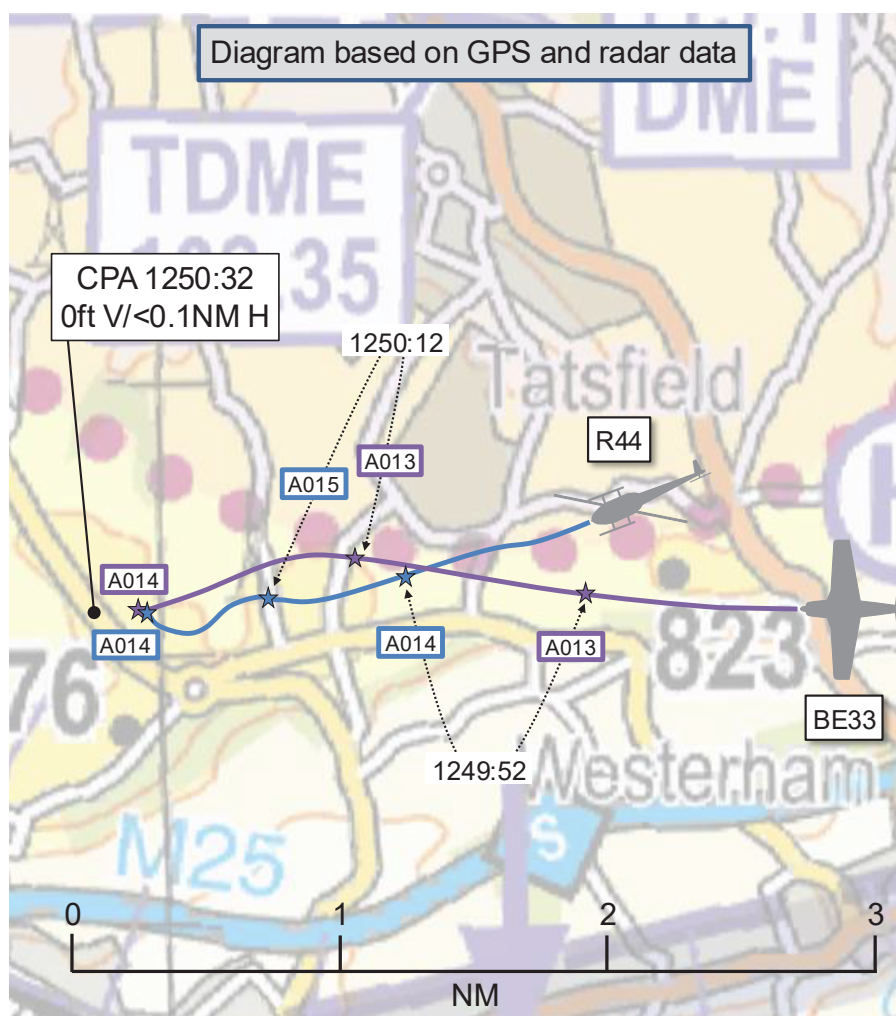 Diagram based on GPS and radar data
DME
TDME
.35
CPA 1250:32
0ft V/<0.1NM H
1250:12
Tatsfield
R44
A015
A013
H
A014
A014
A014
A013
823
76
BE33
1249:52
Westerham
S
M25
0
1
2
3
NM